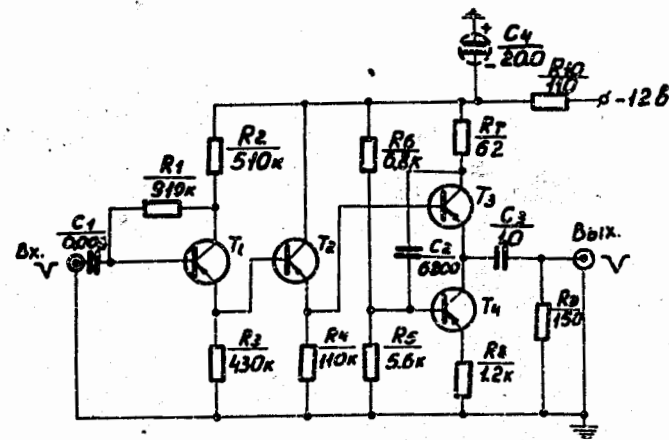 C4
+
20.0
-
R10
110
-12 в
R2
510к
R6
6,8к
R7
62
R1
910к
C1
Вх.
T1
T2
T3
C2
6800
C3
1,0
Вых.
T4
R3
430к
R4
110к
R5
5.6к
R8
1.2к
R9
150